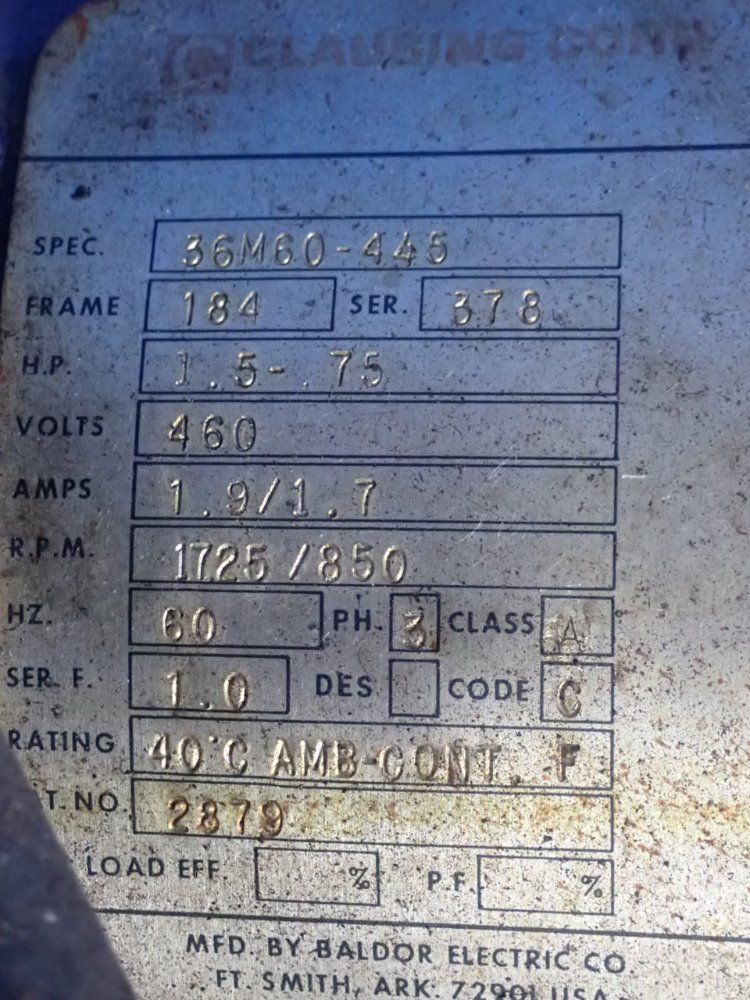 CLAUSING CORP
SPEC. 36M60-445
FRAME 184 SER. 378
H.P. 1.5-.75
VOLTS 460
AMPS 1.9/1.7
R.P.M. 1725/850
HZ. 60 PH. 3 CLASS A
SER. F. 1.0 DES CODE C
RATING 40°C AMB-CONT. F
T. NO. 2879
LOAD EFF. % P.F. %
MFD. BY BALDOR ELECTRIC CO.
FT. SMITH, ARK. 72901 USA